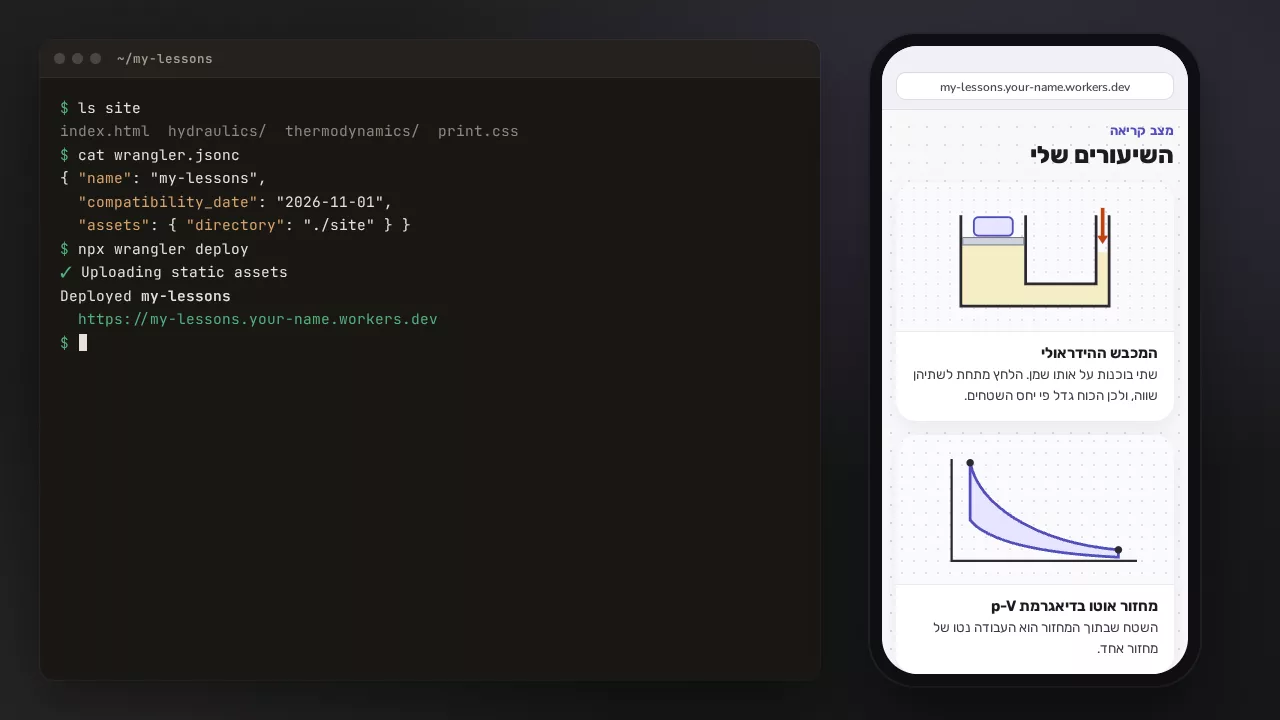 ~/my-lessons
$ ls site
index.html  hydraulics/  thermodynamics/  print.css
$ cat wrangler.jsonc
{ "name": "my-lessons",
  "compatibility_date": "2026-11-01",
  "assets": { "directory": "./site" } }
$ npx wrangler deploy
✓ Uploading static assets
Deployed my-lessons
  https://my-lessons.your-name.workers.dev
$
my-lessons.your-name.workers.dev
מצב קריאה
השיעורים שלי
המכבש ההידראולי
שתי בוכנות על אותו שמן. הלחץ מתחת לשתיהן
שווה, ולכן הכוח גדל פי יחס השטחים.
מחזור אוטו בדיאגרמת p-V
השטח שבתוך המחזור הוא העבודה נטו של
מחזור אחד.